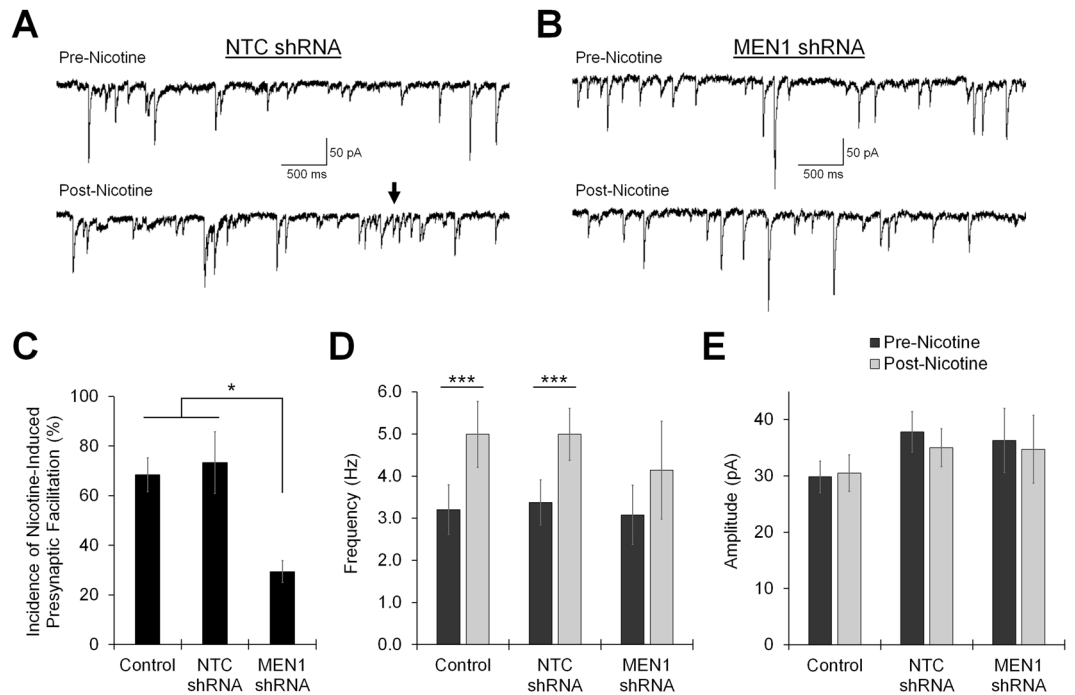 A
NTC shRNA
Pre-Nicotine
50 pA
500 ms
Post-Nicotine
B
MEN1 shRNA
Pre-Nicotine
50 pA
500 ms
Post-Nicotine
C
Incidence of Nicotine-Induced
Presynaptic Facilitation (%)
100
80
60
40
20
0
*
Control
NTC
shRNA
MEN1
shRNA
D
Frequency (Hz)
6.0
5.0
4.0
3.0
2.0
1.0
0.0
***
***
Control
NTC
shRNA
MEN1
shRNA
E
Pre-Nicotine
Post-Nicotine
Amplitude (pA)
40
30
20
10
0
Control
NTC
shRNA
MEN1
shRNA